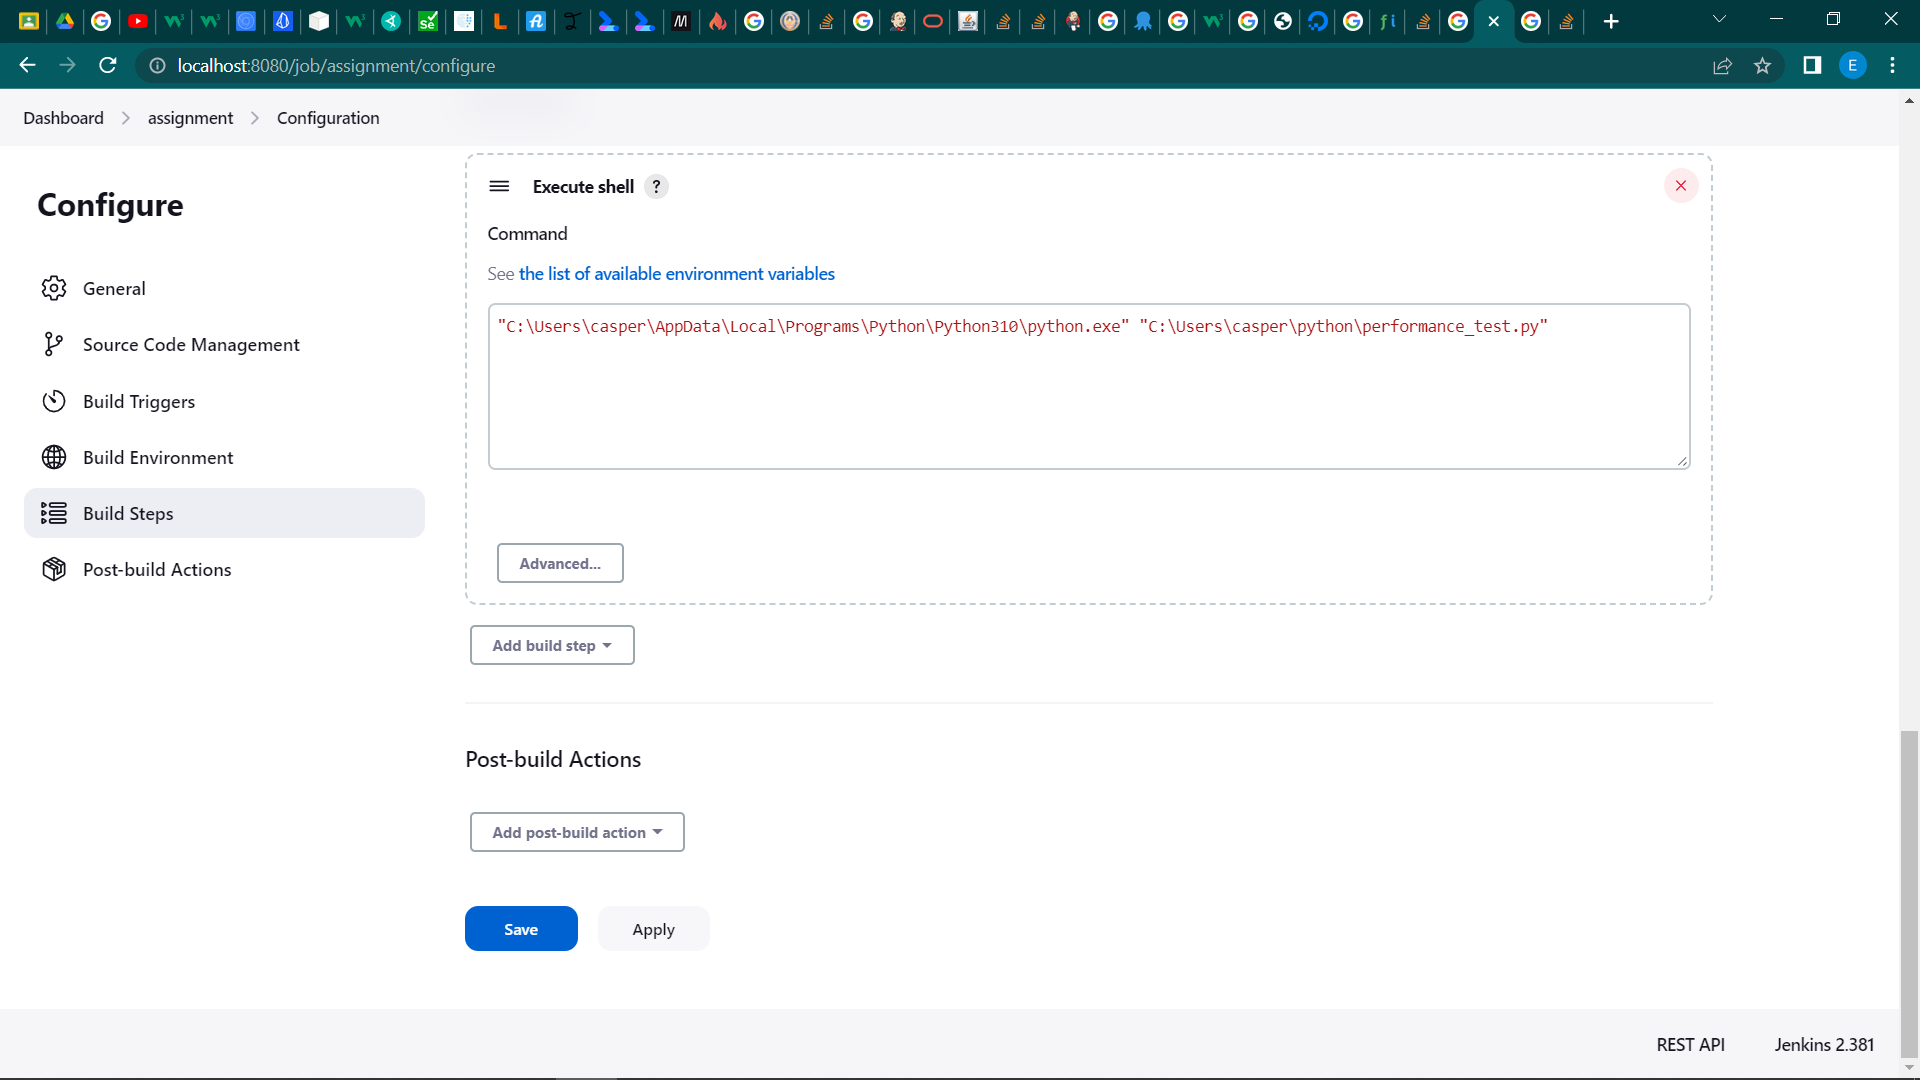 localhost:8080/job/assignment/configure
E
Dashboard
assignment
Configuration
Configure
General
Source Code Management
Build Triggers
Build Environment
Build Steps
Post-build Actions
Execute shell ?
Command
See the list of available environment variables
"C:\Users\casper\AppData\Local\Programs\Python\Python310\python.exe" "C:\Users\casper\python\performance_test.py"
Advanced...
Add build step
Post-build Actions
Add post-build action
Save
Apply
REST API
Jenkins 2.381